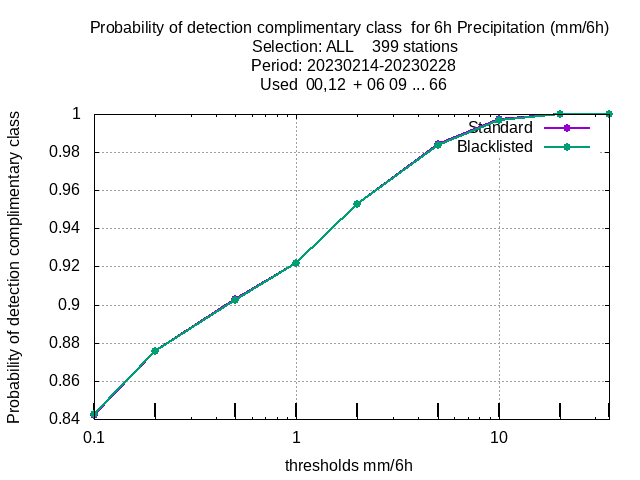 Probability of detection complimentary class  for 6h Precipitation (mm/6h)
Selection: ALL    399 stations
Period: 20230214-20230228
Used  00,12  + 06 09 ... 66
Probability of detection complimentary class
1
0.98
0.96
0.94
0.92
0.9
0.88
0.86
0.84
Standard
Blacklisted
0.1
1
10
thresholds mm/6h